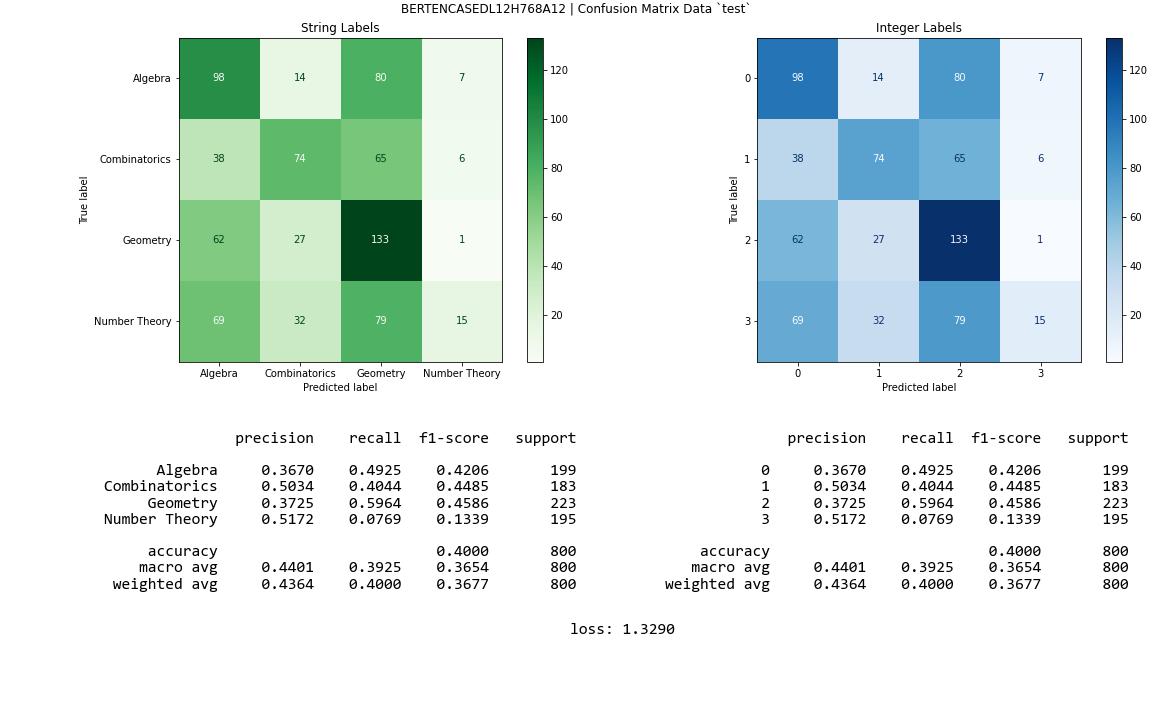 BERTENCASEDL12H768A12 | Confusion Matrix Data `test`
String Labels
Algebra 98 14 80 7
Combinatorics 38 74 65 6
Geometry 62 27 133 1
Number Theory 69 32 79 15
True label
Algebra Combinatorics Geometry Number Theory
Predicted label
120
100
80
60
40
20
Integer Labels
0 98 14 80 7
1 38 74 65 6
2 62 27 133 1
3 69 32 79 15
True label
0 1 2 3
Predicted label
120
100
80
60
40
20
precision recall f1-score support
Algebra 0.3670 0.4925 0.4206 199
Combinatorics 0.5034 0.4044 0.4485 183
Geometry 0.3725 0.5964 0.4586 223
Number Theory 0.5172 0.0769 0.1339 195
accuracy 0.4000 800
macro avg 0.4401 0.3925 0.3654 800
weighted avg 0.4364 0.4000 0.3677 800
precision recall f1-score support
0 0.3670 0.4925 0.4206 199
1 0.5034 0.4044 0.4485 183
2 0.3725 0.5964 0.4586 223
3 0.5172 0.0769 0.1339 195
accuracy 0.4000 800
macro avg 0.4401 0.3925 0.3654 800
weighted avg 0.4364 0.4000 0.3677 800
loss: 1.3290